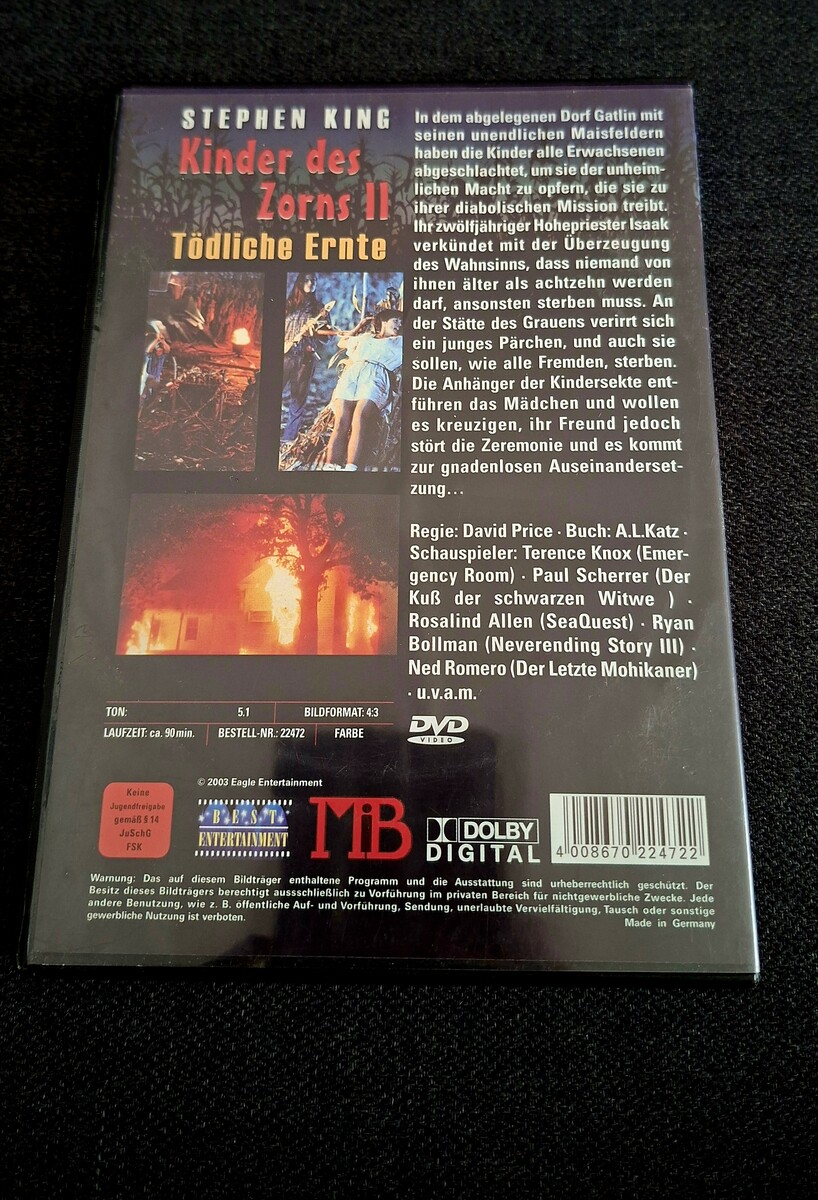 STEPHEN KING
Kinder des
Zorns II
Tödliche Ernte
In dem abgelegenen Dorf Gatlin mit
seinen unendlichen Maisfeldern
haben die Kinder alle Erwachsenen
abgeschlachtet, um sie der unheim-
lichen Macht zu opfern, die sie zu
ihrer diabolischen Mission treibt.
Ihr zwölfjähriger Hohepriester Isaak
verkündet mit der Überzeugung
des Wahnsinns, dass niemand von
ihnen älter als achtzehn werden
darf, ansonsten sterben muss. An
der Stätte des Grauens verirrt sich
ein junges Pärchen, und auch sie
sollen, wie alle Fremden, sterben.
Die Anhänger der Kindersekte ent-
führen das Mädchen und wollen
es kreuzigen, ihr Freund jedoch
stört die Zeremonie und es kommt
zur gnadenlosen Auseinanderset-
zung...
Regie: David Price · Buch: A.L.Katz ·
Schauspieler: Terence Knox (Emer-
gency Room) · Paul Scherrer (Der
Kuß der schwarzen Witwe ) ·
Rosalind Allen (SeaQuest) · Ryan
Bollman (Neverending Story III) ·
Ned Romero (Der Letzte Mohikaner)
· u.v.a.m.
TON: 5.1 BILDFORMAT: 4:3
LAUFZEIT: ca. 90 min. BESTELL-NR.: 22472 FARBE
DVD
VIDEO
© 2003 Eagle Entertainment
Keine
Jugendfreigabe
gemäß § 14
JuSchG
FSK
BEST
ENTERTAINMENT
MiB
DOLBY
DIGITAL
4 008670 224722
Warnung: Das auf diesem Bildträger enthaltene Programm und die Ausstattung sind urheberrechtlich geschützt. Der
Besitz dieses Bildträgers berechtigt aussschließlich zu Vorführung im privaten Bereich für nichtgewerbliche Zwecke. Jede
andere Benutzung, wie z. B. öffentliche Auf- und Vorführung, Sendung, unerlaubte Vervielfältigung, Tausch oder sonstige
gewerbliche Nutzung ist verboten.
Made in Germany